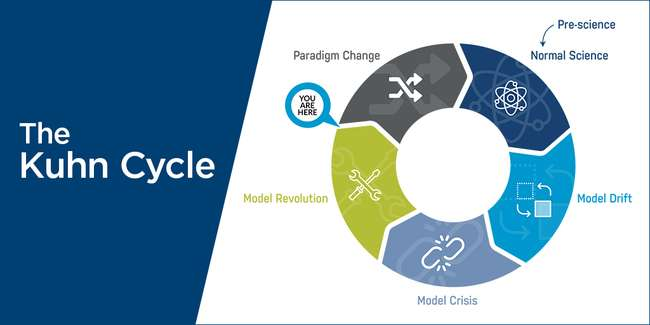 The
Kuhn Cycle
Pre-science
Normal Science
Paradigm Change
YOU
ARE
HERE
Model Revolution
Model Drift
Model Crisis